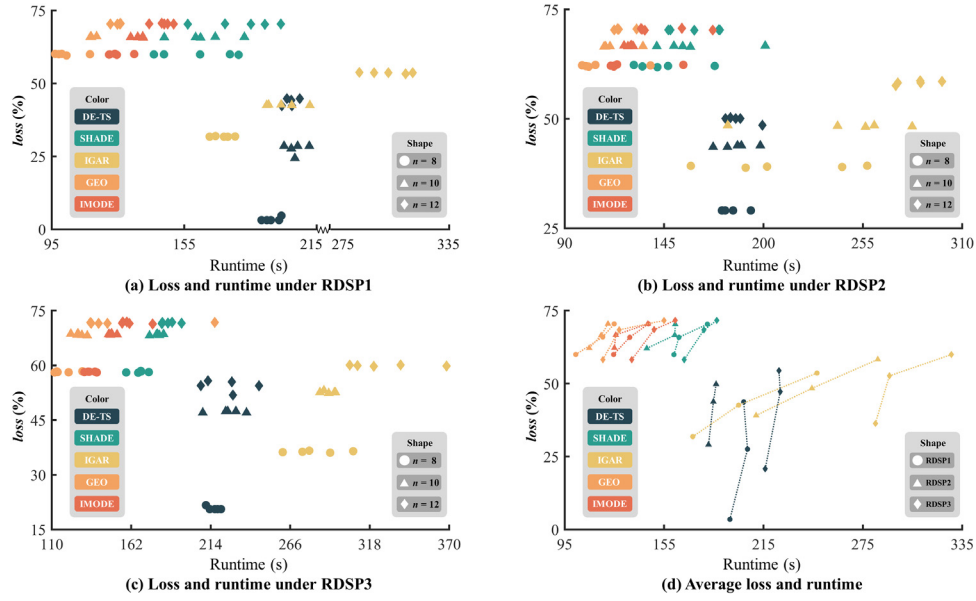 75
50
25
0
loss (%)
Color
DE-TS
SHADE
IGAR
GEO
IMODE
Shape
n = 8
n = 10
n = 12
95
155
215
275
335
Runtime (s)
(a) Loss and runtime under RDSP1
75
50
25
loss (%)
Color
DE-TS
SHADE
IGAR
GEO
IMODE
Shape
n = 8
n = 10
n = 12
90
145
200
255
310
Runtime (s)
(b) Loss and runtime under RDSP2
75
60
45
30
15
loss (%)
Color
DE-TS
SHADE
IGAR
GEO
IMODE
Shape
n = 8
n = 10
n = 12
110
162
214
266
318
370
Runtime (s)
(c) Loss and runtime under RDSP3
75
50
25
0
loss (%)
Color
DE-TS
SHADE
IGAR
GEO
IMODE
Shape
RDSP1
RDSP2
RDSP3
95
155
215
285
335
Runtime (s)
(d) Average loss and runtime